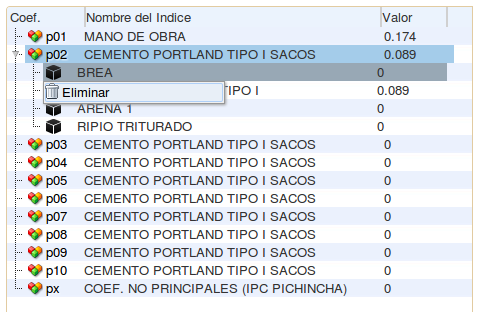 Coef. Nombre del Indice Valor
p01 MANO DE OBRA 0.174
p02 CEMENTO PORTLAND TIPO I SACOS 0.089
BREA 0
Eliminar TIPO I 0.089
ARENA 1 0
RIPIO TRITURADO 0
p03 CEMENTO PORTLAND TIPO I SACOS 0
p04 CEMENTO PORTLAND TIPO I SACOS 0
p05 CEMENTO PORTLAND TIPO I SACOS 0
p06 CEMENTO PORTLAND TIPO I SACOS 0
p07 CEMENTO PORTLAND TIPO I SACOS 0
p08 CEMENTO PORTLAND TIPO I SACOS 0
p09 CEMENTO PORTLAND TIPO I SACOS 0
p10 CEMENTO PORTLAND TIPO I SACOS 0
px COEF. NO PRINCIPALES (IPC PICHINCHA) 0